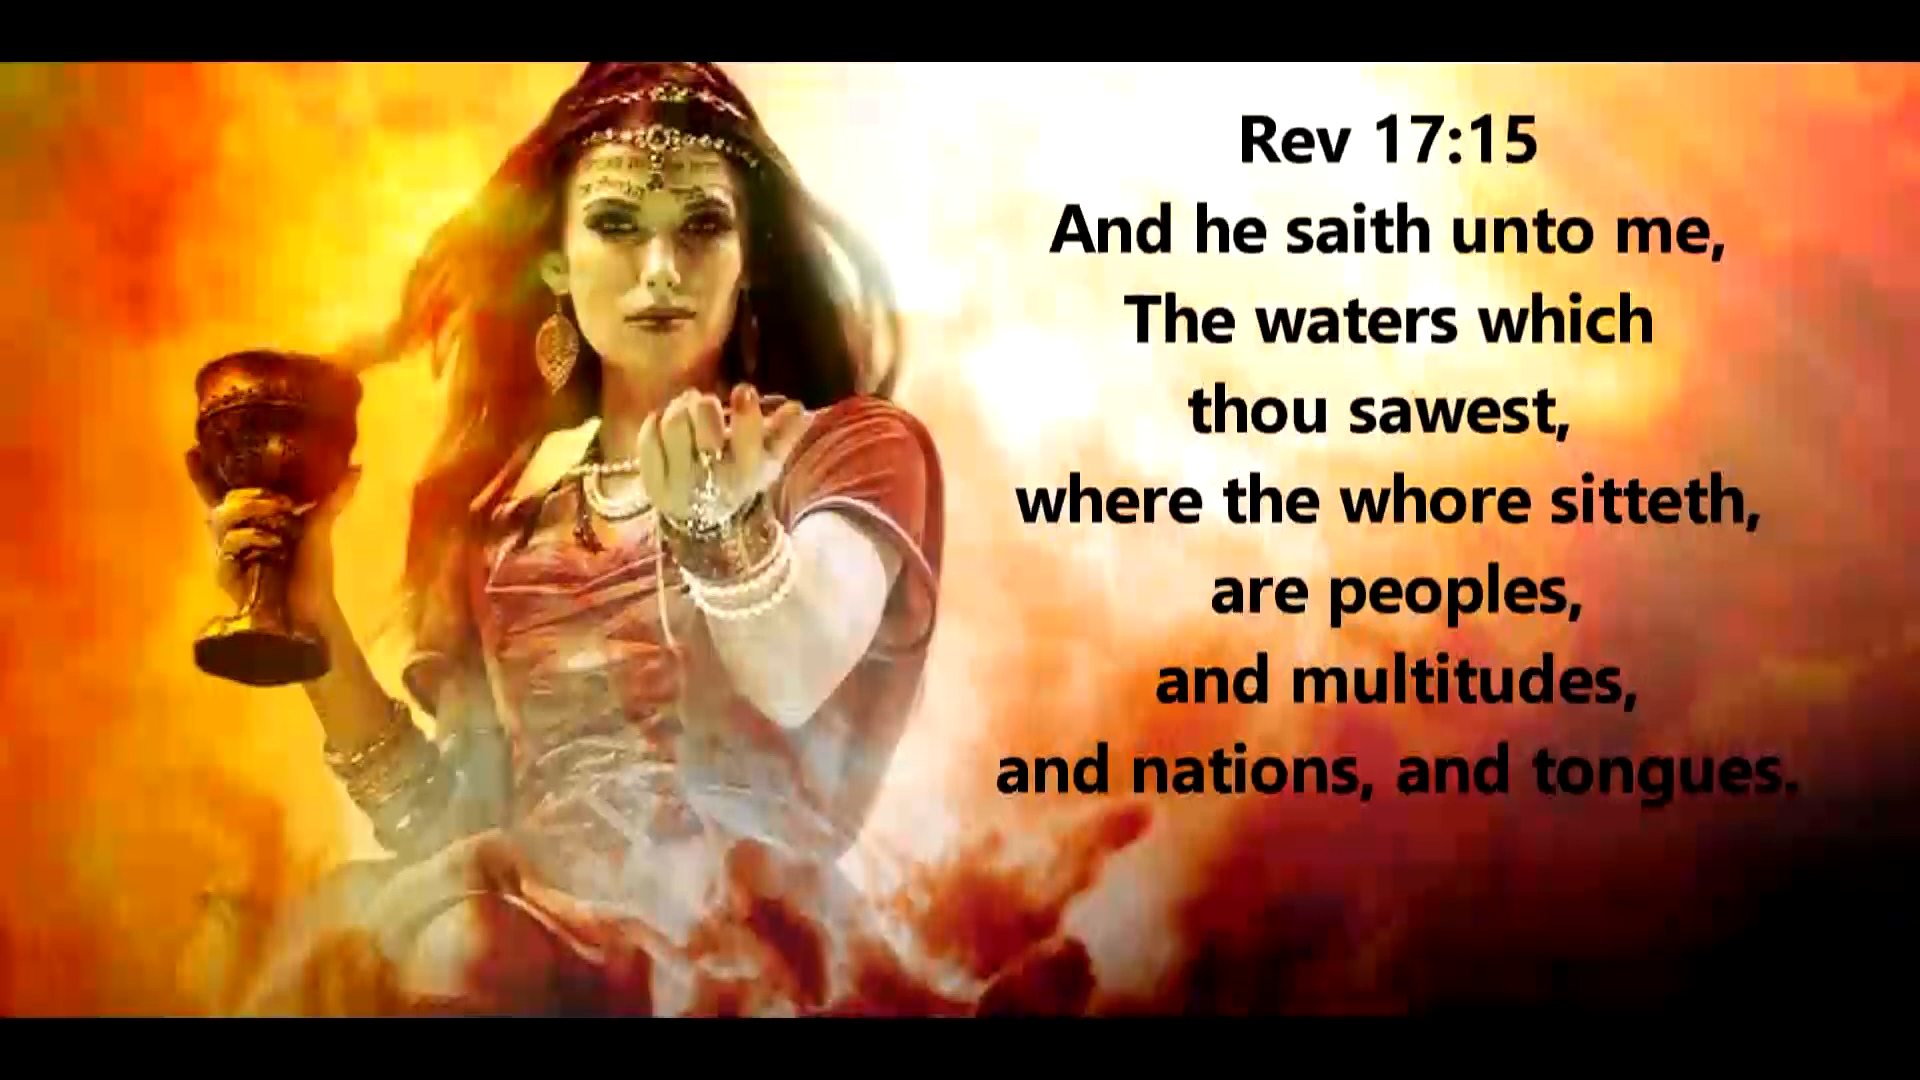 Rev 17:15
And he saith unto me,
The waters which
thou sawest,
where the whore sitteth,
are peoples,
and multitudes,
and nations, and tongues.